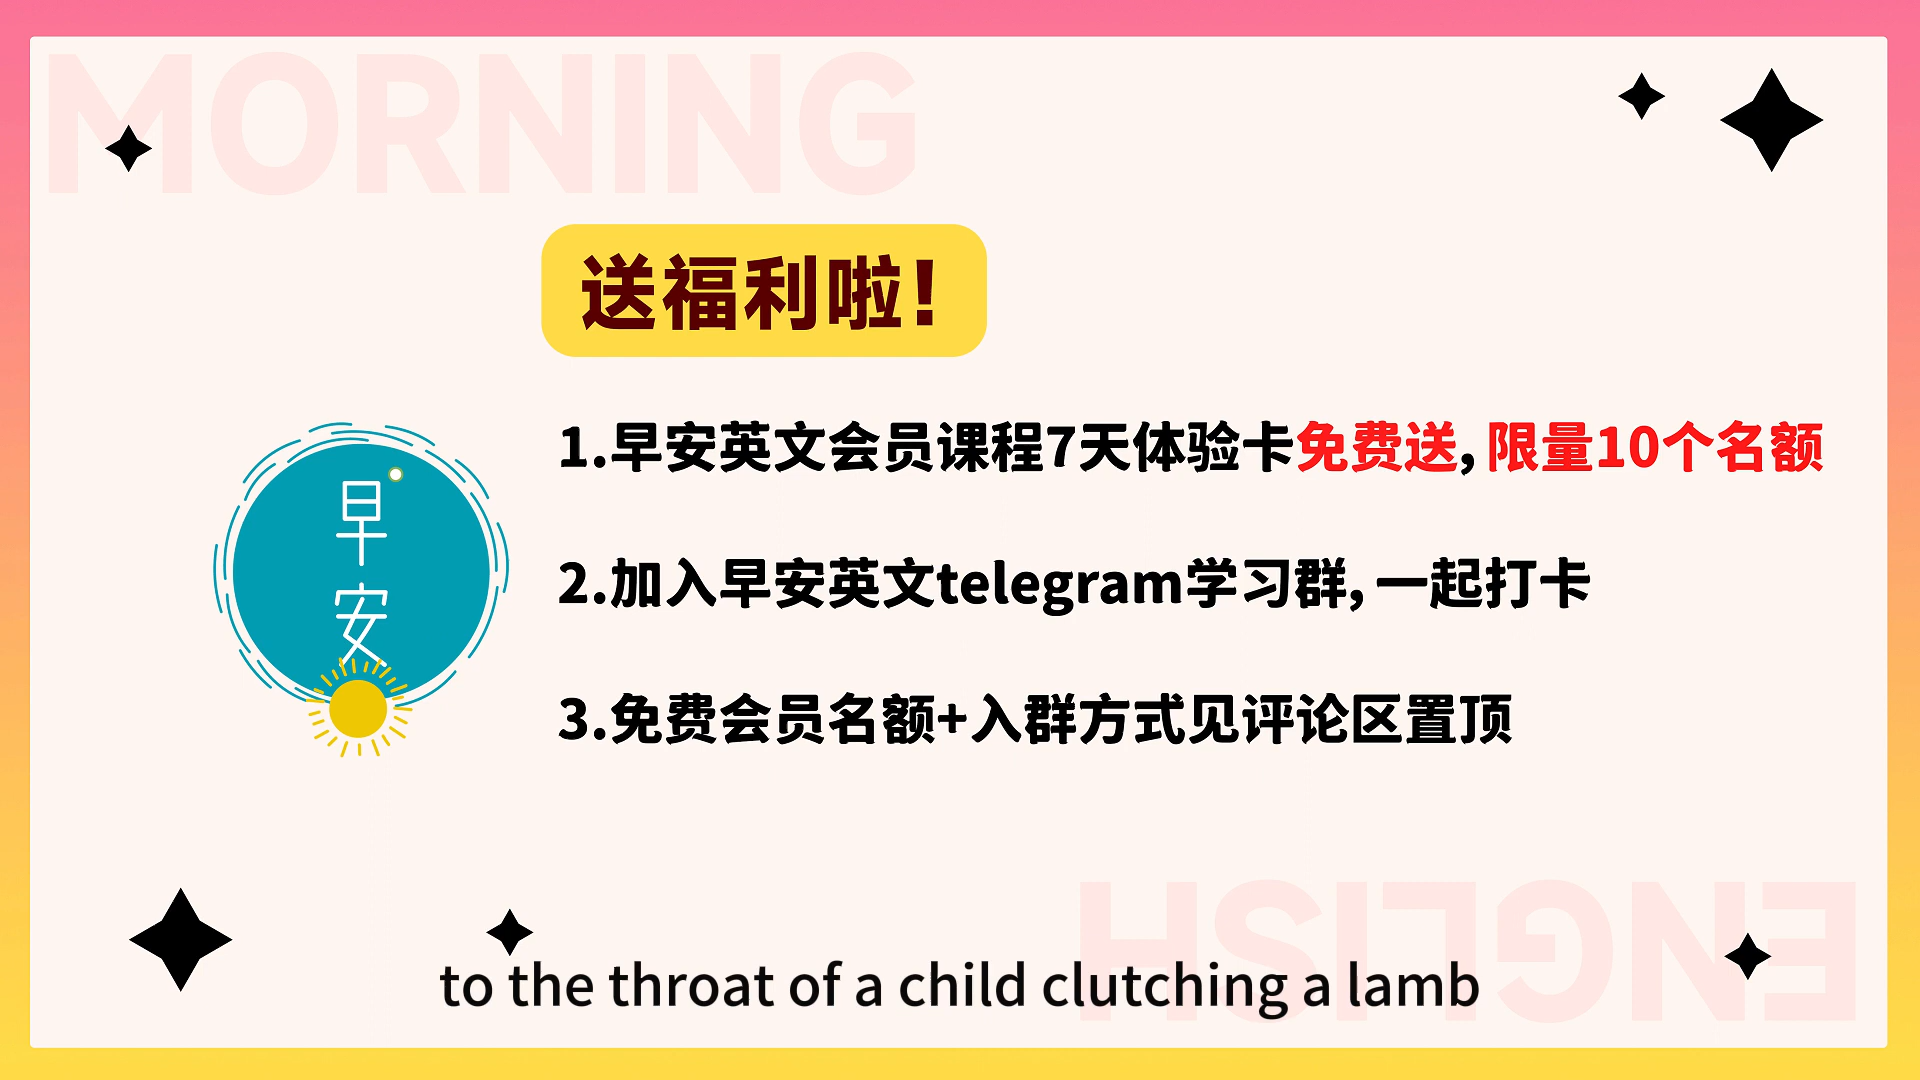 MORNING
送福利啦!
1.早安英文会员课程7天体验卡免费送,限量10个名额
早安
2.加入早安英文telegram学习群,一起打卡
3.免费会员名额+入群方式见评论区置顶
ENGLISH
to the throat of a child clutching a lamb